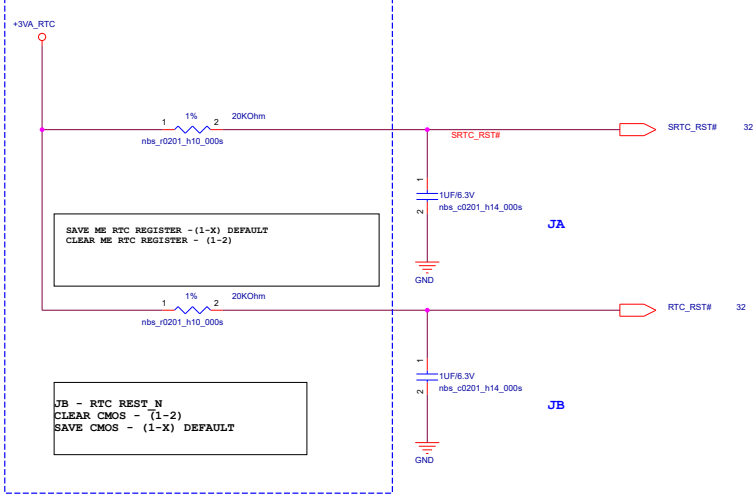 +3VA_RTC
1%
1
2
20KOhm
nbs_r0201_h10_000s
SRTC_RST#
SRTC_RST#
32
1
1UF/6.3V
nbs_c0201_h14_000s
2
JA
GND
SAVE ME RTC REGISTER -(1-X) DEFAULT
CLEAR ME RTC REGISTER - (1-2)
1%
1
2
20KOhm
nbs_r0201_h10_000s
RTC_RST#
32
1
1UF/6.3V
nbs_c0201_h14_000s
2
JB
GND
JB - RTC REST_N
CLEAR CMOS - (1-2)
SAVE CMOS - (1-X) DEFAULT